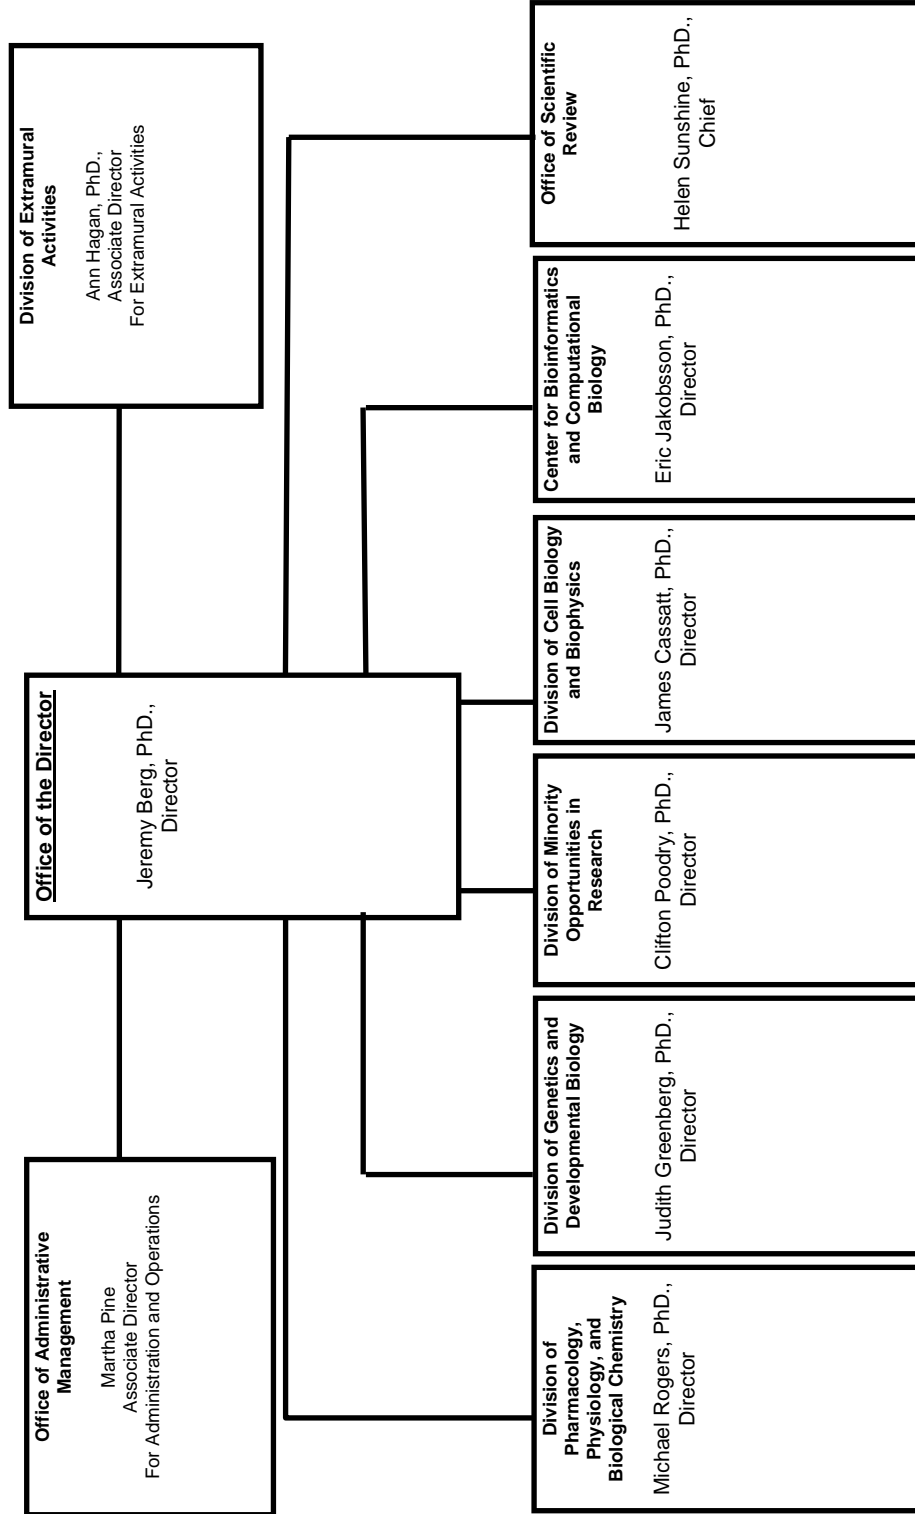 Office of Administrative
Management
Martha Pine
Associate Director
For Administration and Operations
Office of the Director
Jeremy Berg, PhD.,
Director
Division of Extramural
Activities
Ann Hagan, PhD.,
Associate Director
For Extramural Activities
Division of
Pharmacology,
Physiology, and
Biological Chemistry
Michael Rogers, PhD.,
Director
Division of Genetics and
Developmental Biology
Judith Greenberg, PhD.,
Director
Division of Minority
Opportunities in
Research
Clifton Poodry, PhD.,
Director
Division of Cell Biology
and Biophysics
James Cassatt, PhD.,
Director
Center for Bioinformatics
and Computational
Biology
Eric Jakobsson, PhD.,
Director
Office of Scientific
Review
Helen Sunshine, PhD.,
Chief